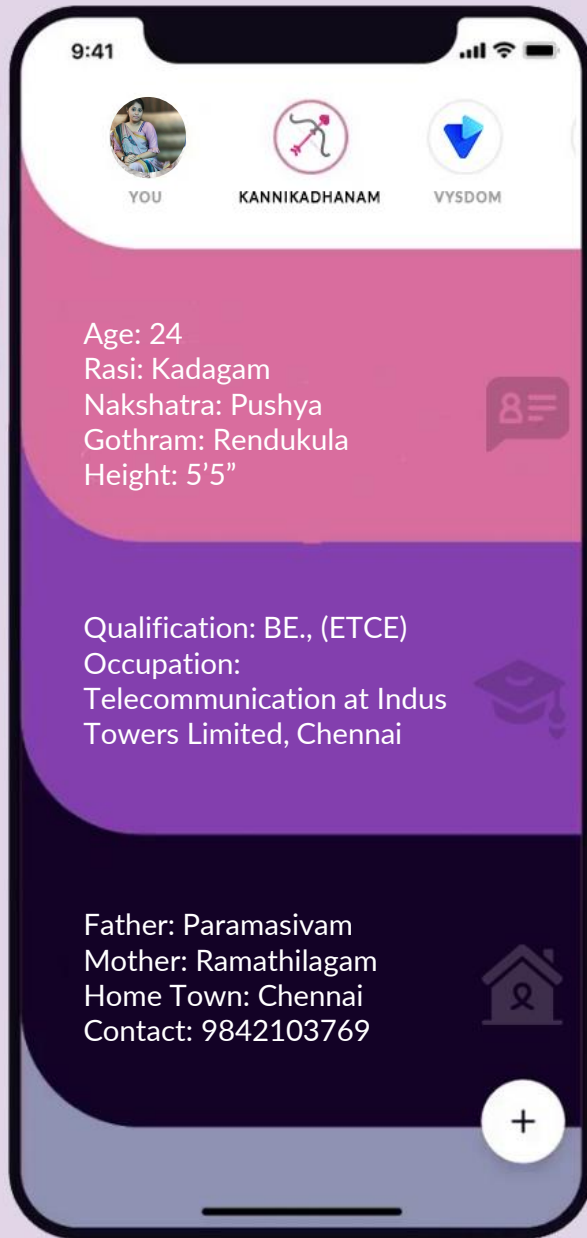 9:41
YOU
KANNIKADHANAM
VYSDOM
Age: 24
Rasi: Kadagam
Nakshatra: Pushya
Gothram: Rendukula
Height: 5’5”
Qualification: BE., (ETCE)
Occupation:
Telecommunication at Indus
Towers Limited, Chennai
Father: Paramasivam
Mother: Ramathilagam
Home Town: Chennai
Contact: 9842103769
+